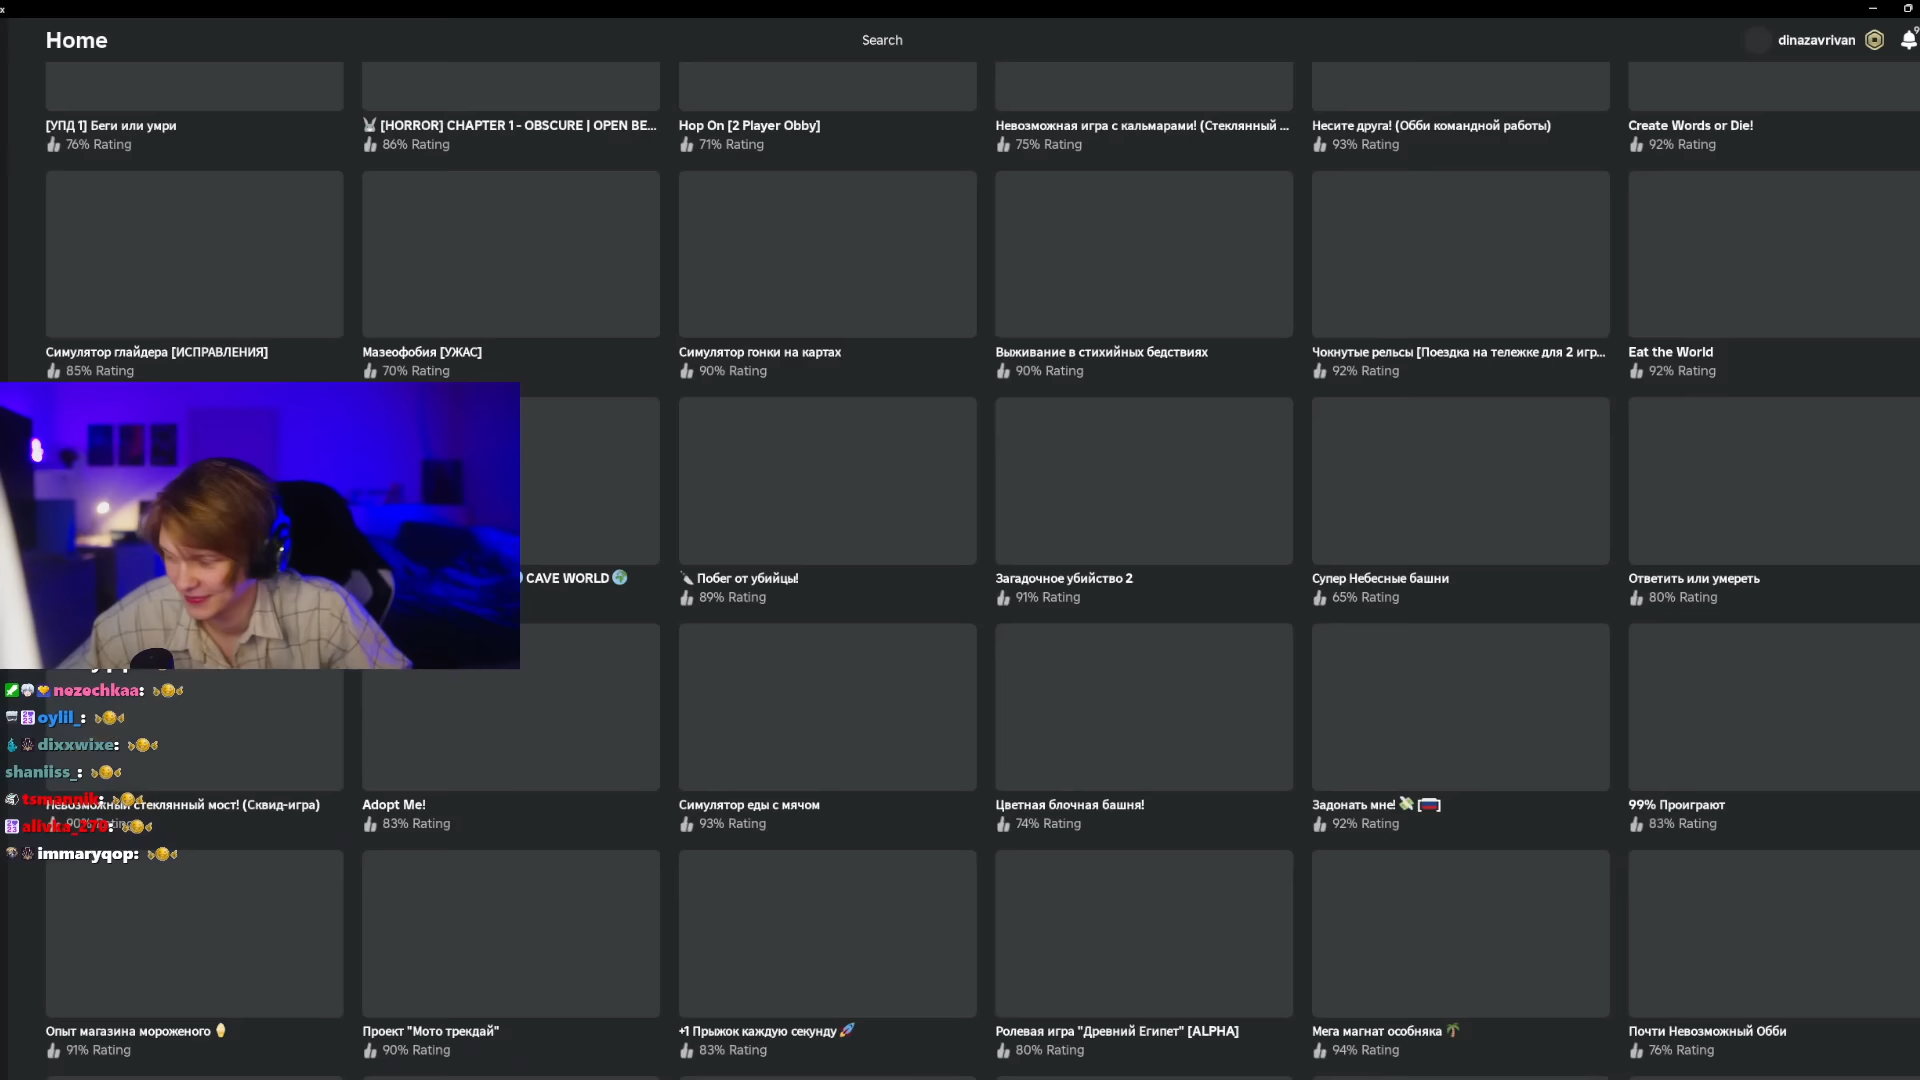 Home
Search
dinazavrivan
[УПД 1] Беги или умри
[HORROR] CHAPTER 1 - OBSCURE | OPEN BE...
Hop On [2 Player Obby]
Невозможная игра с кальмарами! (Стеклянный ...
Несите друга! (Обби командной работы)
Create Words or Die!
76% Rating
86% Rating
71% Rating
75% Rating
93% Rating
92% Rating
Симулятор глайдера [ИСПРАВЛЕНИЯ]
Мазеофобия [УЖАС]
Симулятор гонки на картах
Выживание в стихийных бедствиях
Чокнутые рельсы [Поездка на тележке для 2 игр...
Eat the World
85% Rating
70% Rating
90% Rating
90% Rating
92% Rating
92% Rating
CAVE WORLD
Побег от убийцы!
Загадочное убийство 2
Супер Небесные башни
Ответить или умереть
89% Rating
91% Rating
65% Rating
80% Rating
nezochkaa:
oylil_:
dixxwixe:
shaniiss_:
tsmannik:
Невозможный стеклянный мост! (Сквид-игра)
Adopt Me!
Симулятор еды с мячом
Цветная блочная башня!
Задонать мне!
99% Проиграют
90% Rating
83% Rating
93% Rating
74% Rating
92% Rating
83% Rating
alivka_270:
immaryqop:
Опыт магазина мороженого
Проект "Мото трекдай"
+1 Прыжок каждую секунду
Ролевая игра "Древний Египет" [ALPHA]
Мега магнат особняка
Почти Невозможный Обби
91% Rating
90% Rating
83% Rating
80% Rating
94% Rating
76% Rating